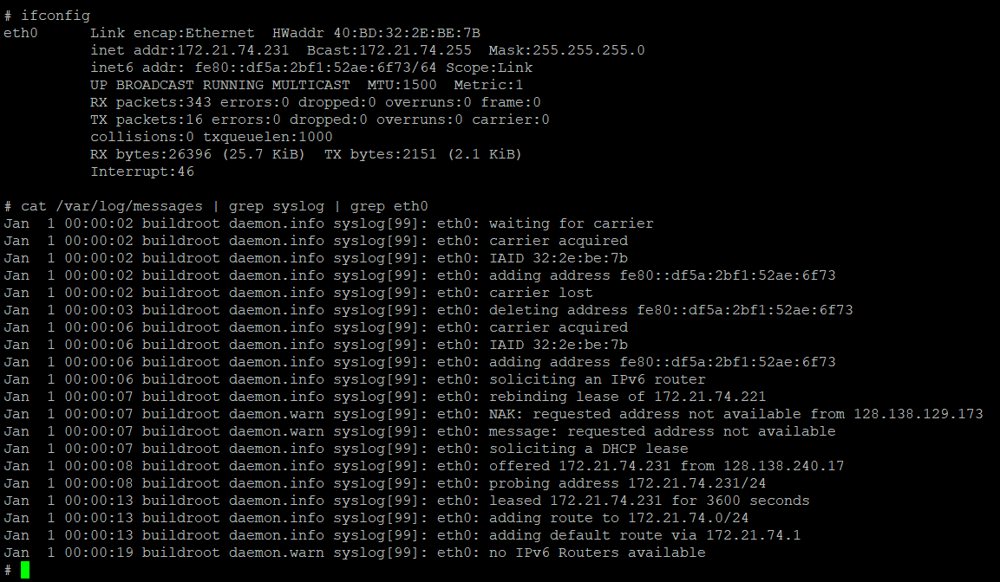 # ifconfig
eth0      Link encap:Ethernet  HWaddr 40:BD:32:2E:BE:7B
          inet addr:172.21.74.231  Bcast:172.21.74.255  Mask:255.255.255.0
          inet6 addr: fe80::df5a:2bf1:52ae:6f73/64 Scope:Link
          UP BROADCAST RUNNING MULTICAST  MTU:1500  Metric:1
          RX packets:343 errors:0 dropped:0 overruns:0 frame:0
          TX packets:16 errors:0 dropped:0 overruns:0 carrier:0
          collisions:0 txqueuelen:1000
          RX bytes:26396 (25.7 KiB)  TX bytes:2151 (2.1 KiB)
          Interrupt:46

# cat /var/log/messages | grep syslog | grep eth0
Jan  1 00:00:02 buildroot daemon.info syslog[99]: eth0: waiting for carrier
Jan  1 00:00:02 buildroot daemon.info syslog[99]: eth0: carrier acquired
Jan  1 00:00:02 buildroot daemon.info syslog[99]: eth0: IAID 32:2e:be:7b
Jan  1 00:00:02 buildroot daemon.info syslog[99]: eth0: adding address fe80::df5a:2bf1:52ae:6f73
Jan  1 00:00:02 buildroot daemon.info syslog[99]: eth0: carrier lost
Jan  1 00:00:03 buildroot daemon.info syslog[99]: eth0: deleting address fe80::df5a:2bf1:52ae:6f73
Jan  1 00:00:06 buildroot daemon.info syslog[99]: eth0: carrier acquired
Jan  1 00:00:06 buildroot daemon.info syslog[99]: eth0: IAID 32:2e:be:7b
Jan  1 00:00:06 buildroot daemon.info syslog[99]: eth0: adding address fe80::df5a:2bf1:52ae:6f73
Jan  1 00:00:06 buildroot daemon.info syslog[99]: eth0: soliciting an IPv6 router
Jan  1 00:00:07 buildroot daemon.info syslog[99]: eth0: rebinding lease of 172.21.74.221
Jan  1 00:00:07 buildroot daemon.warn syslog[99]: eth0: NAK: requested address not available from 128.138.129.173
Jan  1 00:00:07 buildroot daemon.warn syslog[99]: eth0: message: requested address not available
Jan  1 00:00:07 buildroot daemon.info syslog[99]: eth0: soliciting a DHCP lease
Jan  1 00:00:08 buildroot daemon.info syslog[99]: eth0: offered 172.21.74.231 from 128.138.240.17
Jan  1 00:00:08 buildroot daemon.info syslog[99]: eth0: probing address 172.21.74.231/24
Jan  1 00:00:13 buildroot daemon.info syslog[99]: eth0: leased 172.21.74.231 for 3600 seconds
Jan  1 00:00:13 buildroot daemon.info syslog[99]: eth0: adding route to 172.21.74.0/24
Jan  1 00:00:13 buildroot daemon.info syslog[99]: eth0: adding default route via 172.21.74.1
Jan  1 00:00:19 buildroot daemon.warn syslog[99]: eth0: no IPv6 Routers available
#